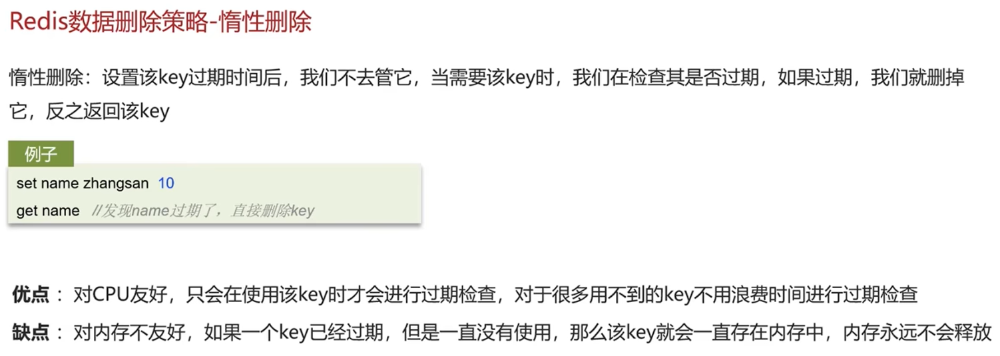 Redis数据删除策略-惰性删除
惰性删除：设置该key过期时间后，我们不去管它，当需要该key时，我们在检查其是否过期，如果过期，我们就删掉
它，反之返回该key
例子
set name zhangsan 10
get name //发现name过期了，直接删除key
优点 ：对CPU友好，只会在使用该key时才会进行过期检查，对于很多用不到的key不用浪费时间进行过期检查
缺点 ：对内存不友好，如果一个key已经过期，但是一直没有使用，那么该key就会一直存在内存中，内存永远不会释放